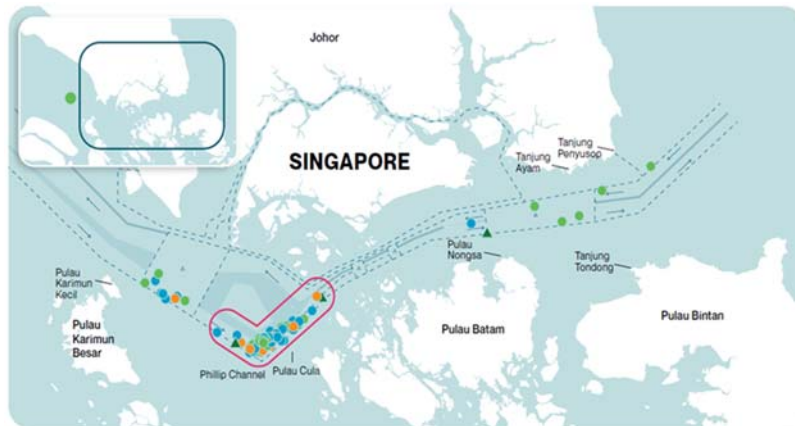 Johor
SINGAPORE
Tanjung
Penyusop
Tanjung
Ayam
Pulau
Nongsa
Tanjung
Tondong
Pulau
Karimun
Kecil
Pulau
Karimun
Besar
Pulau Batam
Pulau Bintan
Phillip Channel
Pulau Cula